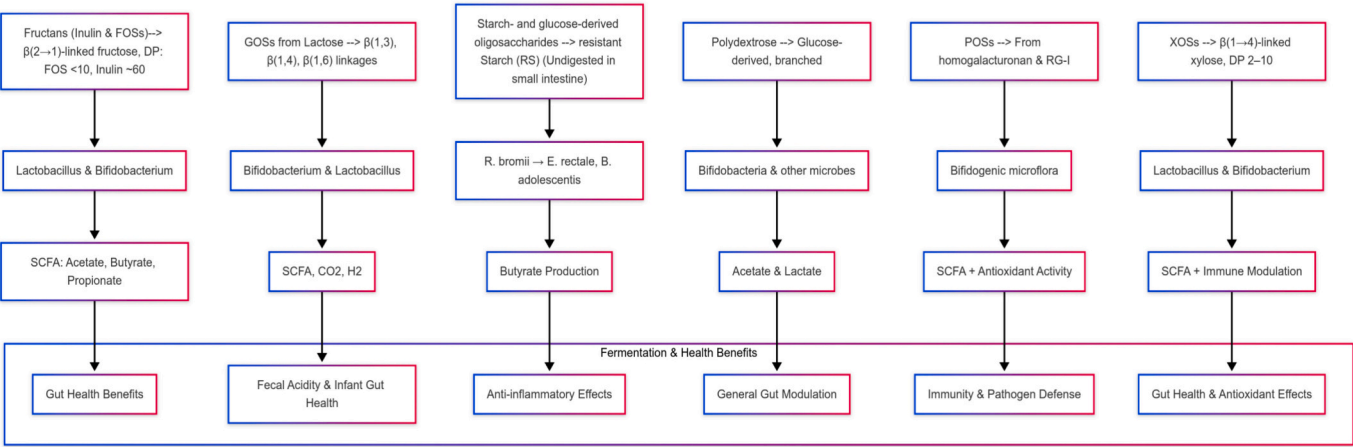 Fructans (Inulin & FOSs)-->
β(2→1)-linked fructose, DP:
FOS <10, Inulin ~60
GOSs from Lactose --> β(1,3),
β(1,4), β(1,6) linkages
Starch- and glucose-derived
oligosaccharides --> resistant
Starch (RS) (Undigested in
small intestine)
Polydextrose --> Glucose-
derived, branched
POSs --> From
homogalacturonan & RG-I
XOSs --> β(1→4)-linked
xylose, DP 2–10
Lactobacillus & Bifidobacterium
Bifidobacterium & Lactobacillus
R. bromii → E. rectale, B.
adolescentis
Bifidobacteria & other microbes
Bifidogenic microflora
Lactobacillus & Bifidobacterium
SCFA: Acetate, Butyrate,
Propionate
SCFA, CO2, H2
Butyrate Production
Acetate & Lactate
SCFA + Antioxidant Activity
SCFA + Immune Modulation
Fermentation & Health Benefits
Gut Health Benefits
Fecal Acidity & Infant Gut
Health
Anti-inflammatory Effects
General Gut Modulation
Immunity & Pathogen Defense
Gut Health & Antioxidant Effects